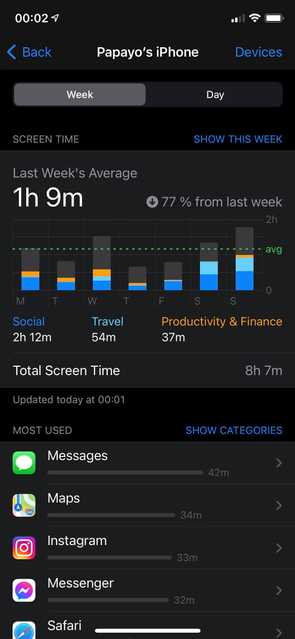 00:02
Back
Papayo's iPhone
Devices
Week
Day
SCREEN TIME
SHOW THIS WEEK
Last Week's Average
1h 9m
77 % from last week
2h
avg
0
M T W T F S S
Social
Travel
Productivity & Finance
2h 12m
54m
37m
Total Screen Time
8h 7m
Updated today at 00:01
MOST USED
SHOW CATEGORIES
Messages
42m
Maps
34m
Instagram
33m
Messenger
32m
Safari